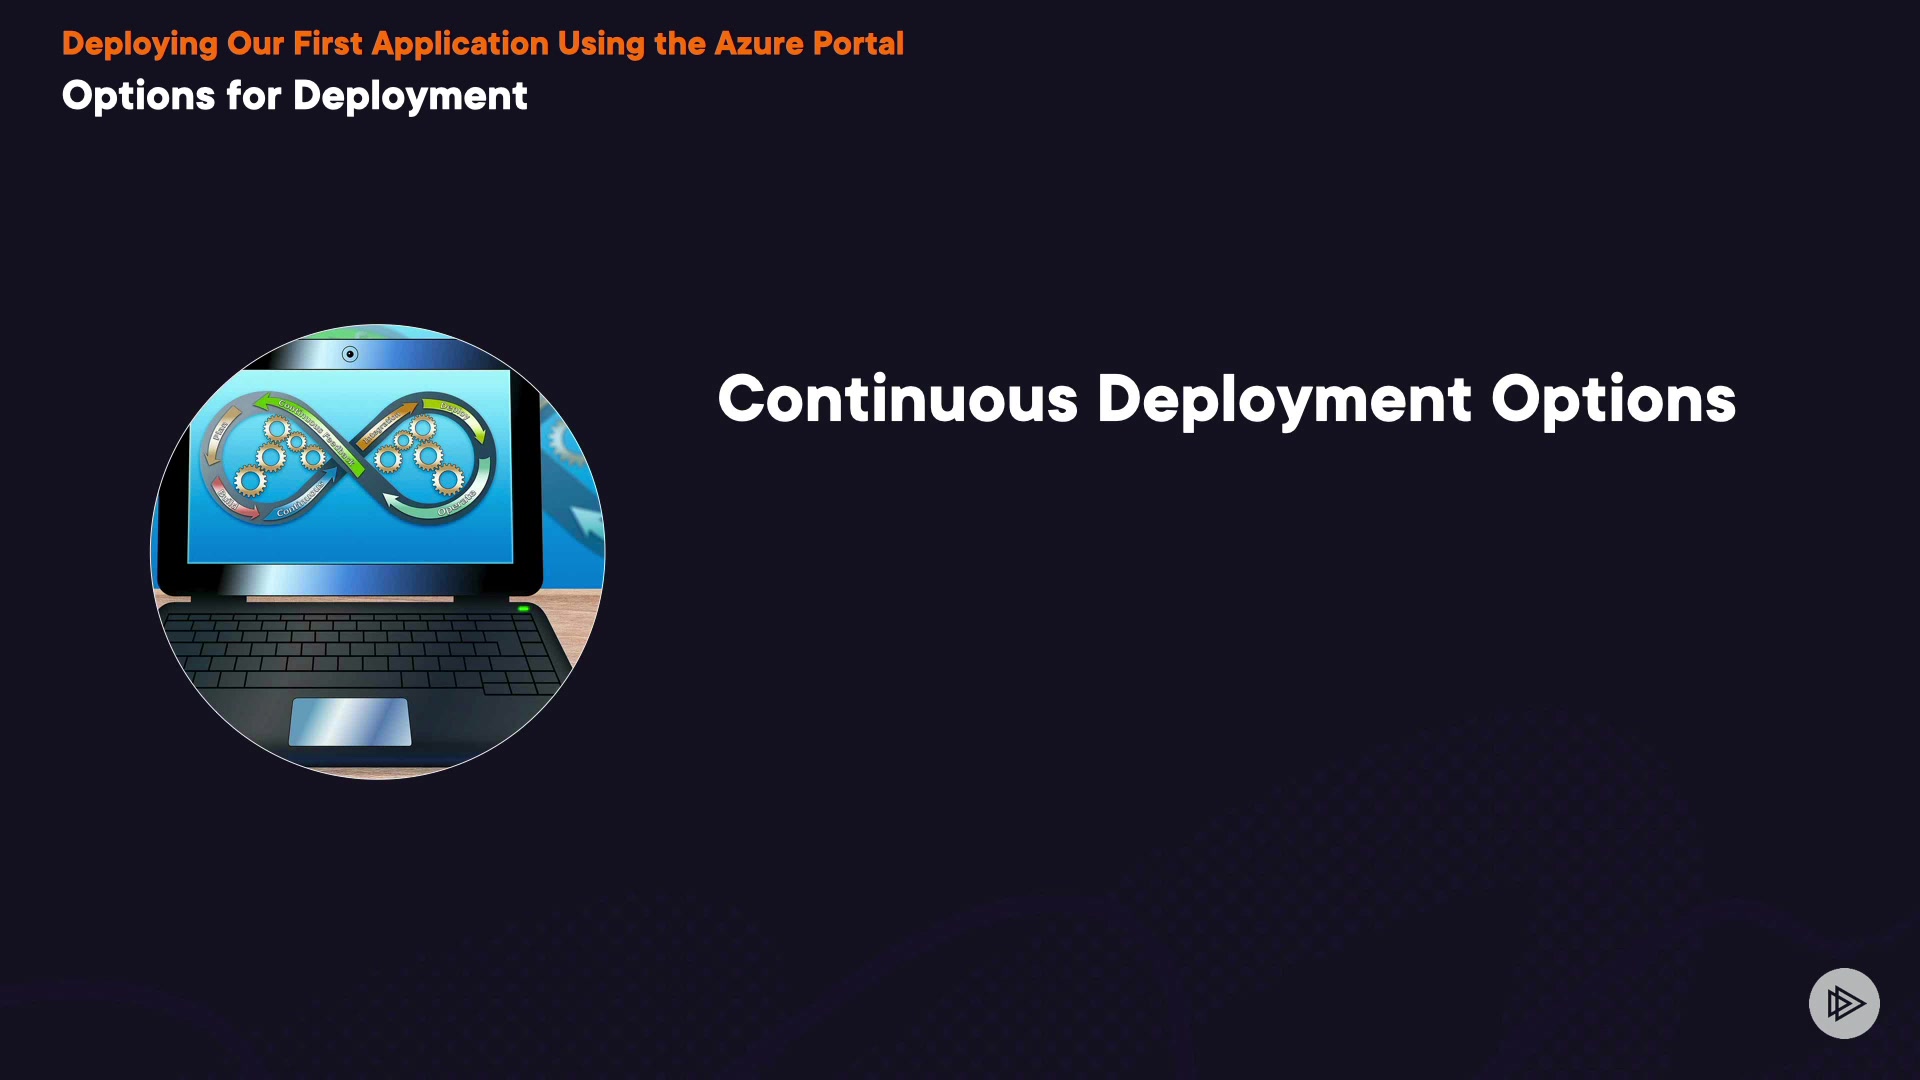 Deploying Our First Application Using the Azure Portal
Options for Deployment
Continuous Deployment Options
Continuous Feedback
Integration
Deploy
Plan
Build
Continuous
Operate